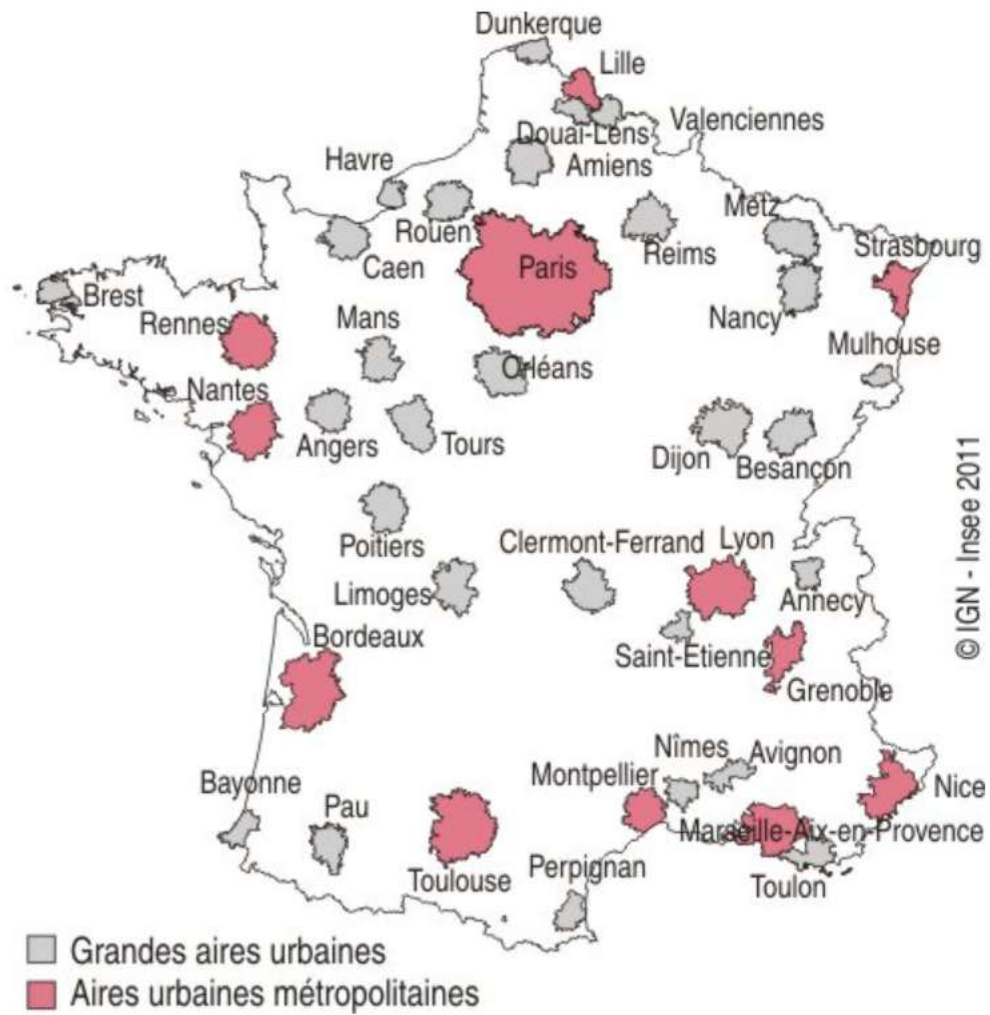 Dunkerque
Lille
Valenciennes
Douai-Lens
Amiens
Havre
Rouen
Caen
Reims
Metz
Strasbourg
Paris
Brest
Rennes
Mans
Nancy
Mulhouse
Orléans
Nantes
Angers
Tours
Dijon
Besançon
Poitiers
Clermont-Ferrand
Lyon
Limoges
Annecy
Bordeaux
Saint-Etienne
Grenoble
Nîmes
Avignon
Montpellier
Nice
Bayonne
Pau
Marseille-Aix-en-Provence
Toulouse
Perpignan
Toulon
© IGN - Insee 2011
Grandes aires urbaines
Aires urbaines métropolitaines